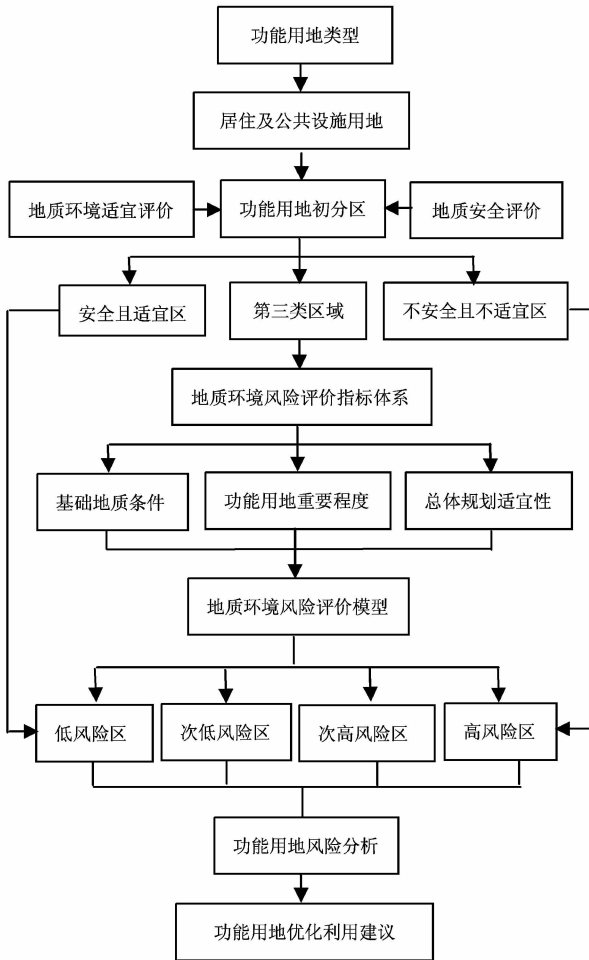 功能用地类型
居住及公共设施用地
地质环境适宜评价
功能用地初分区
地质安全评价
安全且适宜区
第三类区域
不安全且不适宜区
地质环境风险评价指标体系
基础地质条件
功能用地重要程度
总体规划适宜性
地质环境风险评价模型
低风险区
次低风险区
次高风险区
高风险区
功能用地风险分析
功能用地优化利用建议